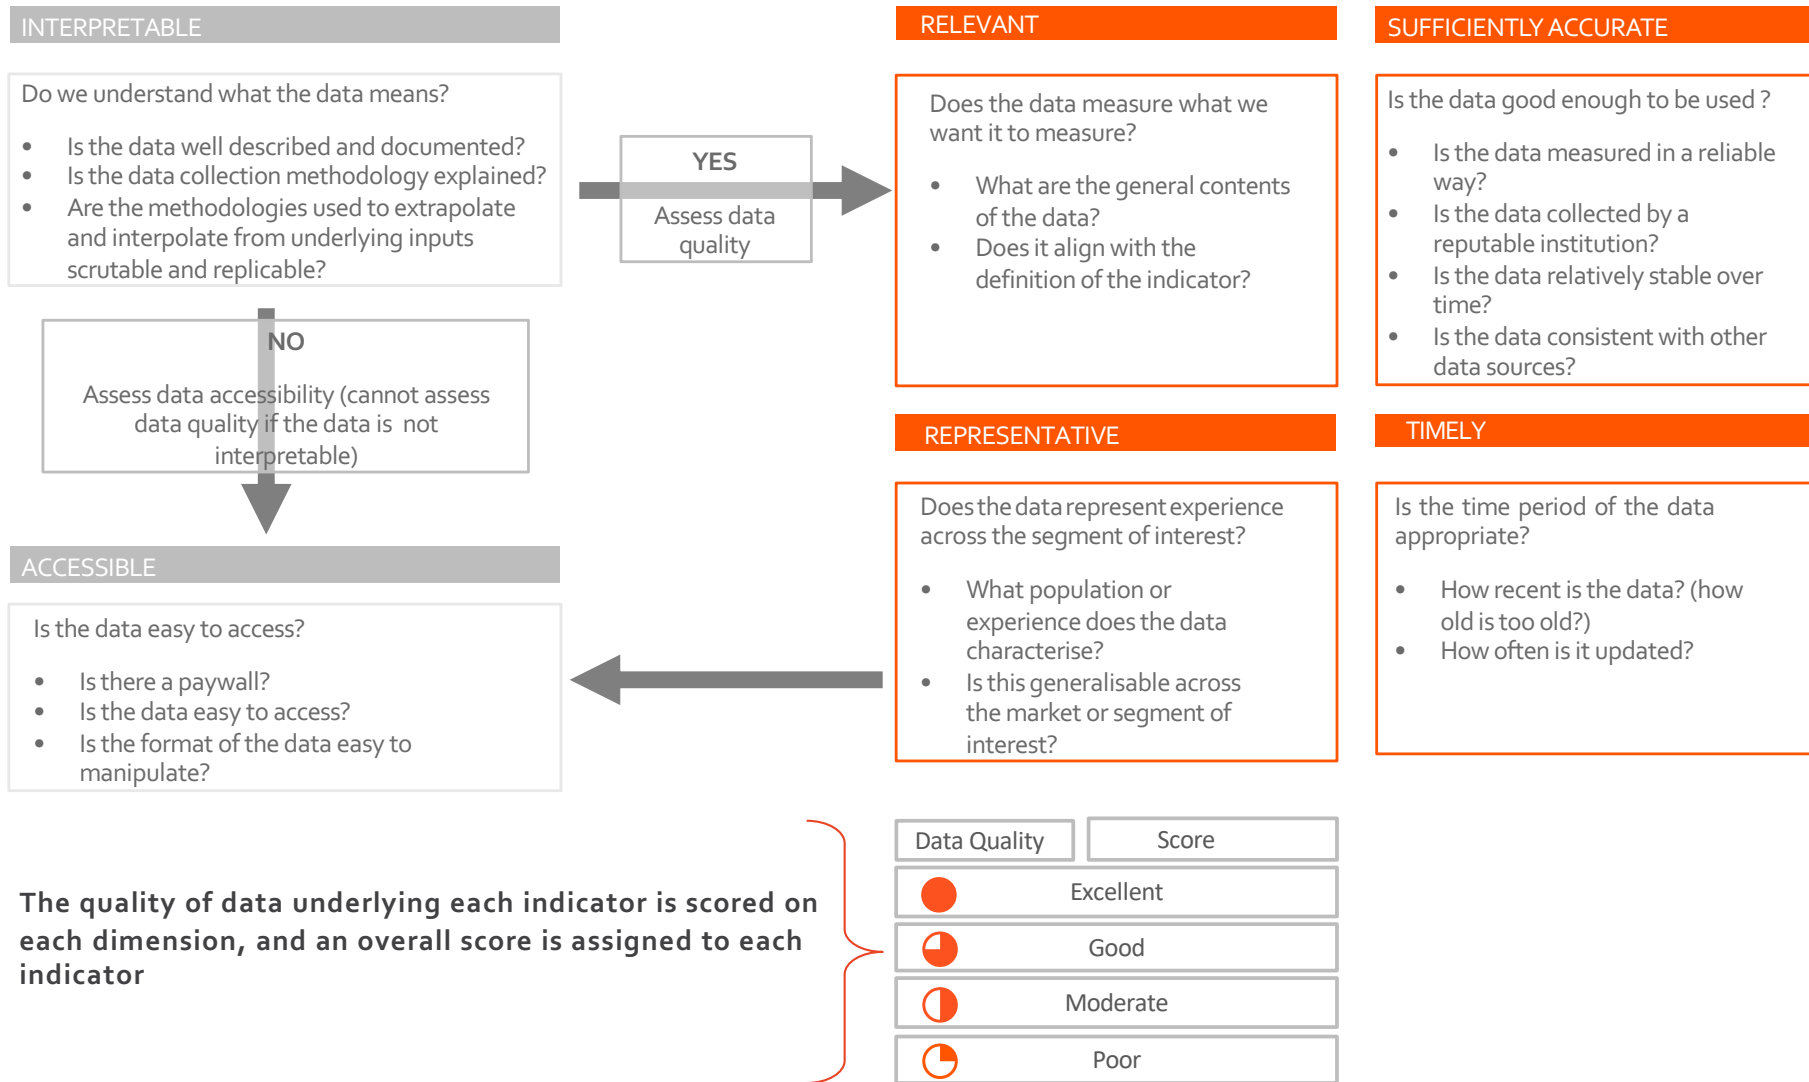 INTERPRETABLE
Do we understand what the data means?
• Is the data well described and documented?
• Is the data collection methodology explained?
• Are the methodologies used to extrapolate
and interpolate from underlying inputs
scrutable and replicable?
YES
Assess data
quality
NO
Assess data accessibility (cannot assess
data quality if the data is not
interpretable)
RELEVANT
Does the data measure what we
want it to measure?
• What are the general contents
of the data?
• Does it align with the
definition of the indicator?
SUFFICIENTLY ACCURATE
Is the data good enough to be used ?
• Is the data measured in a reliable
way?
• Is the data collected by a
reputable institution?
• Is the data relatively stable over
time?
• Is the data consistent with other
data sources?
REPRESENTATIVE
Does the data represent experience
across the segment of interest?
• What population or
experience does the data
characterise?
• Is this generalisable across
the market or segment of
interest?
TIMELY
Is the time period of the data
appropriate?
• How recent is the data? (how
old is too old?)
• How often is it updated?
ACCESSIBLE
Is the data easy to access?
• Is there a paywall?
• Is the data easy to access?
• Is the format of the data easy to
manipulate?
The quality of data underlying each indicator is scored on
each dimension, and an overall score is assigned to each
indicator
Data Quality Score
Excellent
Good
Moderate
Poor